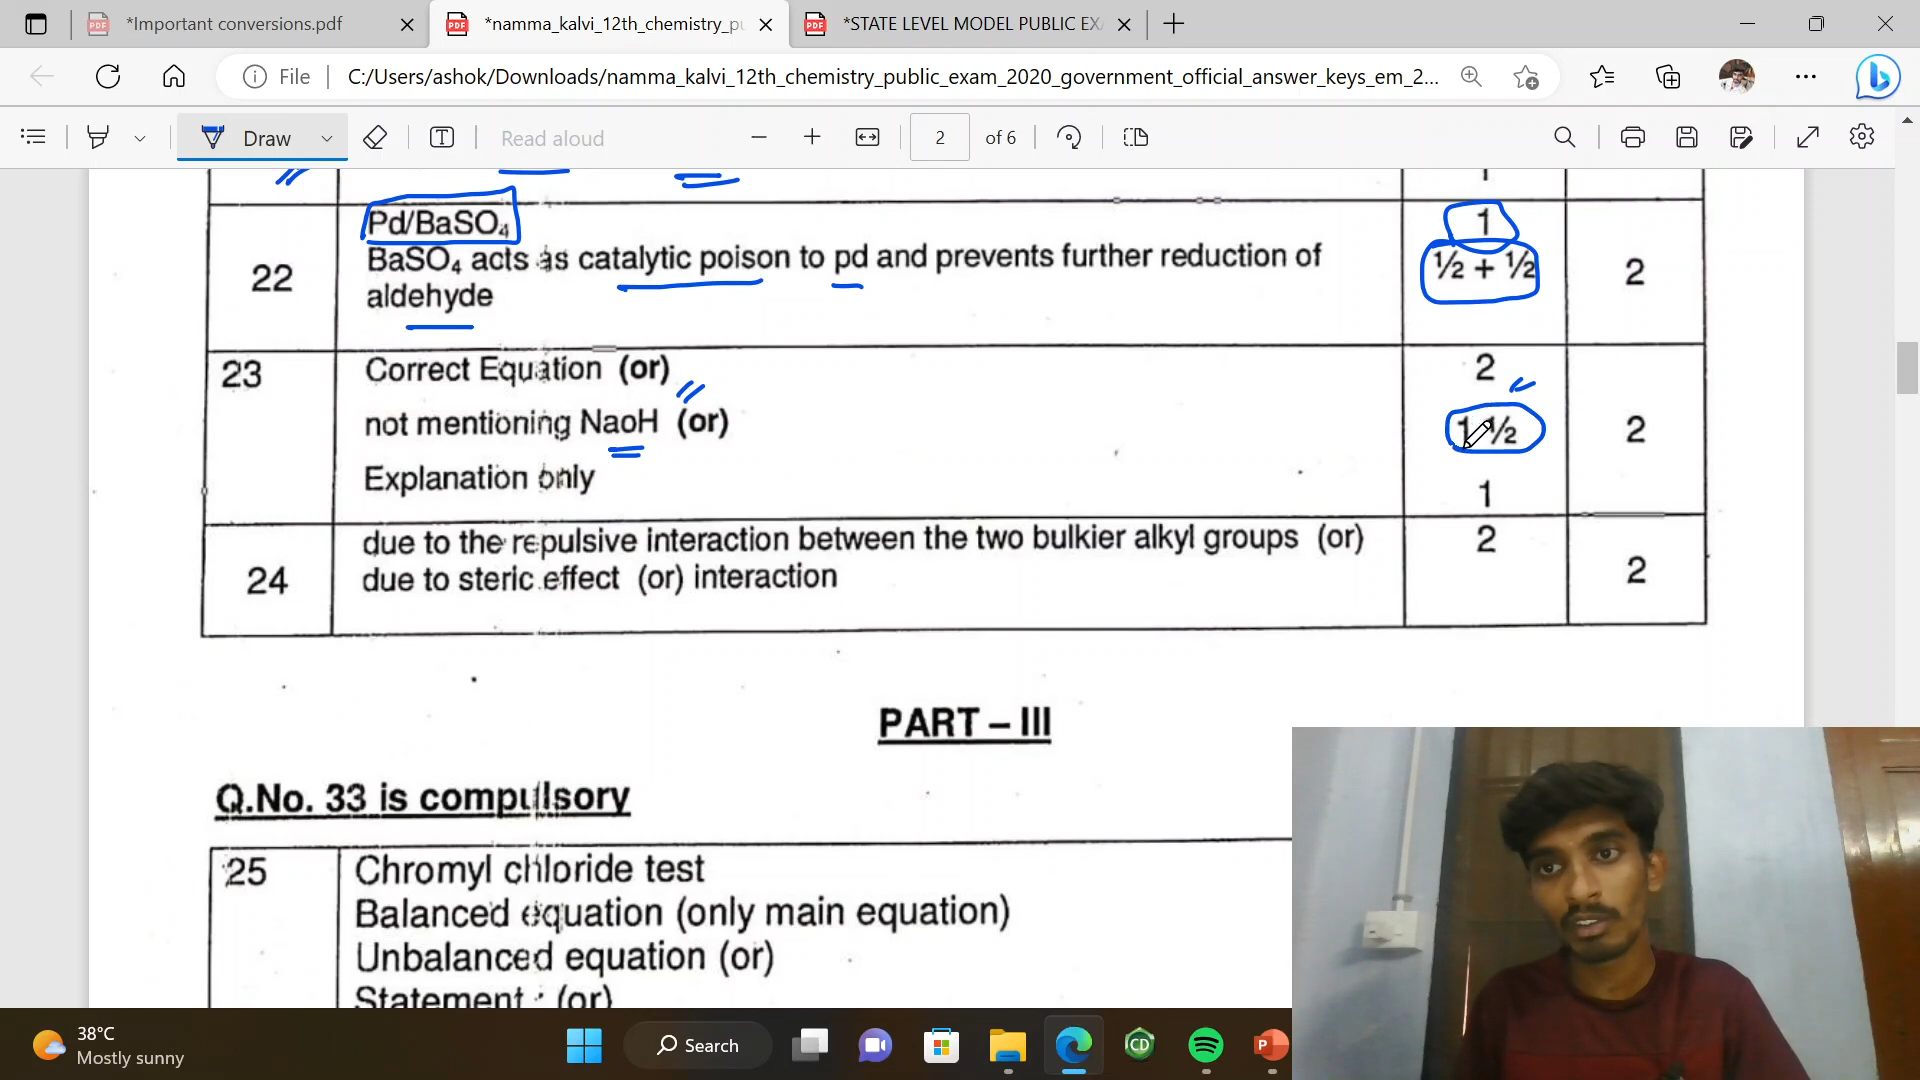 *Important conversions.pdf
*namma_kalvi_12th_chemistry_pu
*STATE LEVEL MODEL PUBLIC EX
File
C:/Users/ashok/Downloads/namma_kalvi_12th_chemistry_public_exam_2020_government_official_answer_keys_em_2...
Draw
Read aloud
2
of 6
22
Pd/BaSO₄
BaSO₄ acts as catalytic poison to pd and prevents further reduction of
aldehyde
1
½ + ½
2
23
Correct Equation (or)
not mentioning NaoH (or)
Explanation only
2
1 ½
1
2
24
due to the repulsive interaction between the two bulkier alkyl groups (or)
due to steric effect (or) interaction
2
2
PART – III
Q.No. 33 is compulsory
25
Chromyl chloride test
Balanced equation (only main equation)
Unbalanced equation (or)
Statement (or)
38°C
Mostly sunny
Search